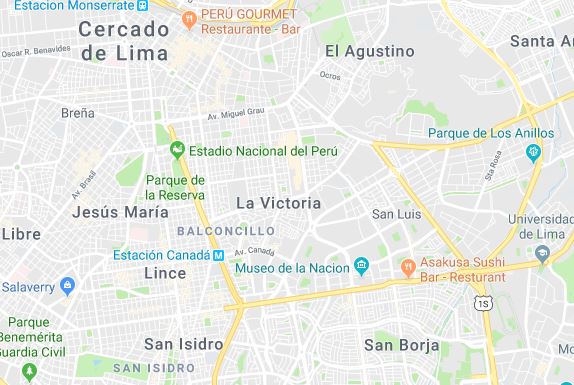 Estacion Monserrate
PERÚ GOURMET
Restaurante - Bar
Cercado
de Lima
Oscar R. Benavides
El Agustino
Santa An
Ocros
Breña
Av. Miguel Grau
Parque de Los Anillos
Estadio Nacional del Perú
Sta Rosa
Av. Brasil
Parque de
la Reserva
La Victoria
Jesús María
San Luis
Universidad
de Lima
Libre
BALCONCILLO
Estación Canadá M
Av. Canadá
Lince
Museo de la Nacion
Asakusa Sushi
Bar - Resturant
Salaverry
1S
Parque
Benemérita
Guardia Civil
San Isidro
San Borja
SAN ISIDRO